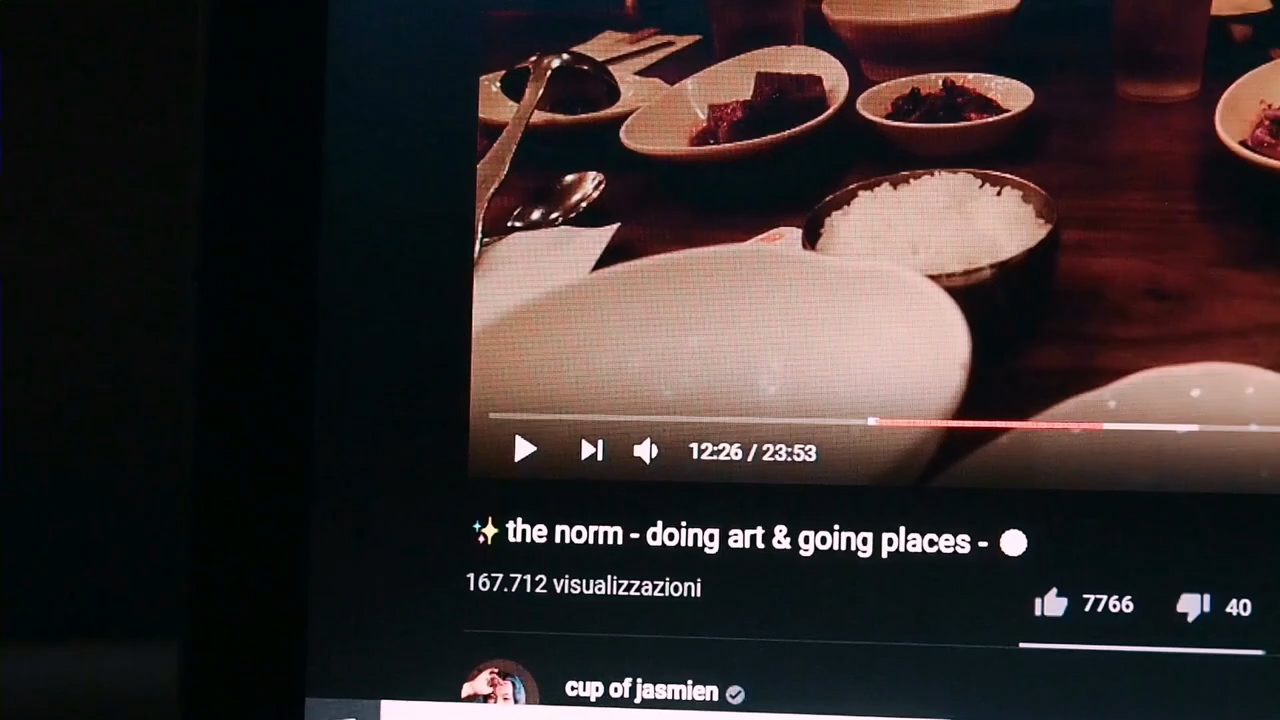 12:26 / 23:53
✨ the norm - doing art & going places -
167.712 visualizzazioni
7766 40
cup of jasmien